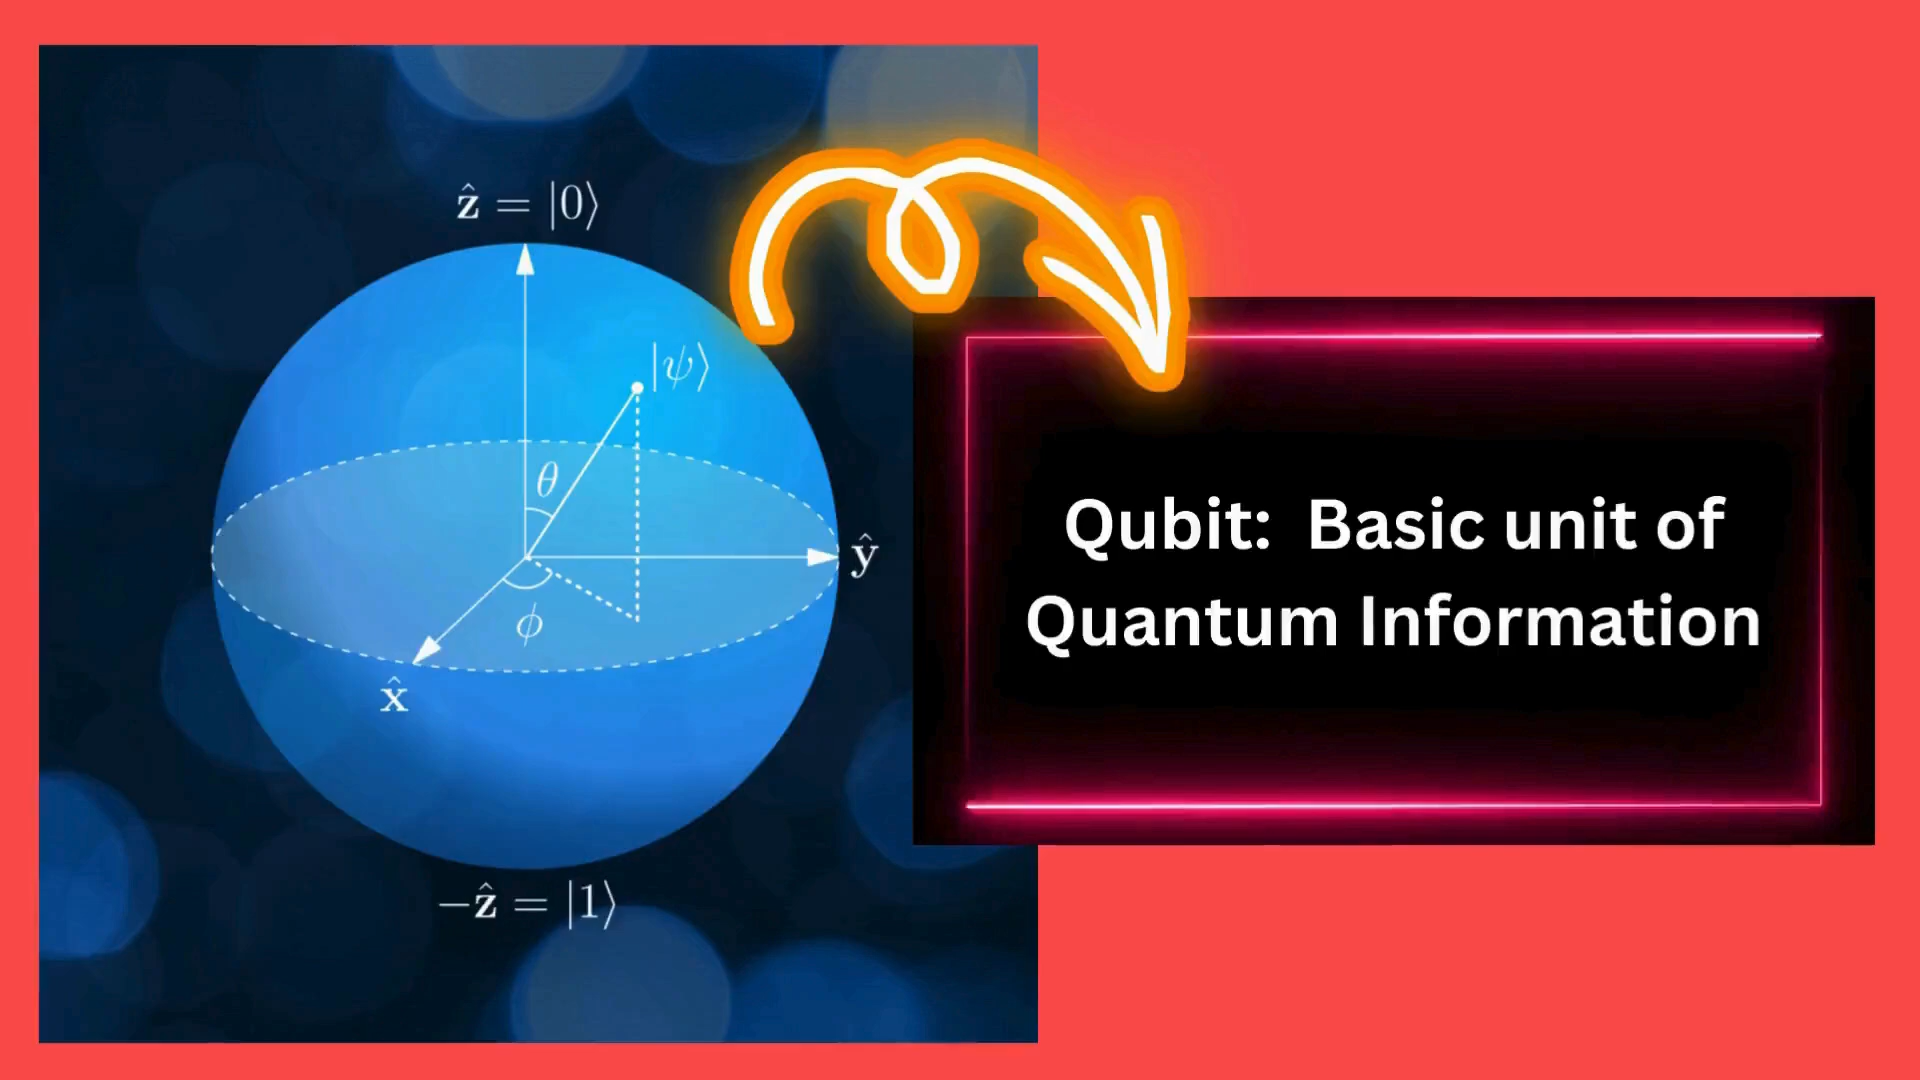 ẑ = |0⟩
|ψ⟩
θ
ŷ
ϕ
x̂
−ẑ = |1⟩
Qubit: Basic unit of
Quantum Information